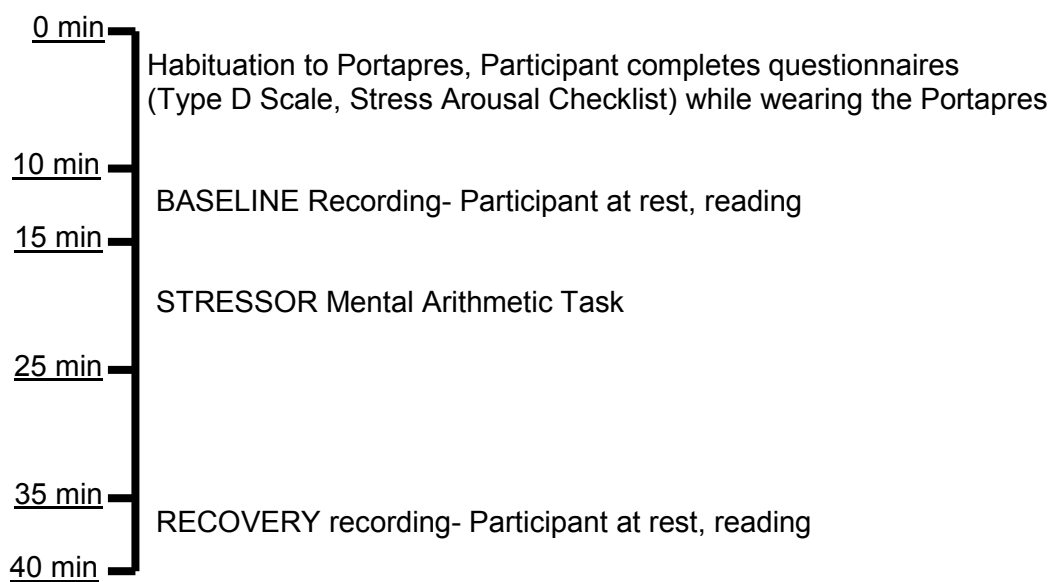 0 min
Habituation to Portapres, Participant completes questionnaires
(Type D Scale, Stress Arousal Checklist) while wearing the Portapres
10 min
BASELINE Recording- Participant at rest, reading
15 min
STRESSOR Mental Arithmetic Task
25 min
35 min
RECOVERY recording- Participant at rest, reading
40 min